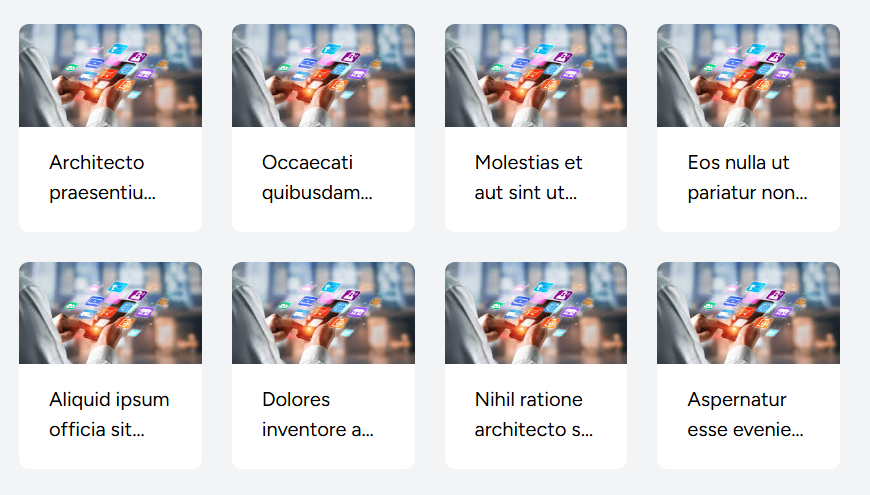 Architecto
praesentiu...
Occaecati
quibusdam...
Molestias et
aut sint ut...
Eos nulla ut
pariatur non...
Aliquid ipsum
officia sit...
Dolores
inventore a...
Nihil ratione
architecto s...
Aspernatur
esse evenie...